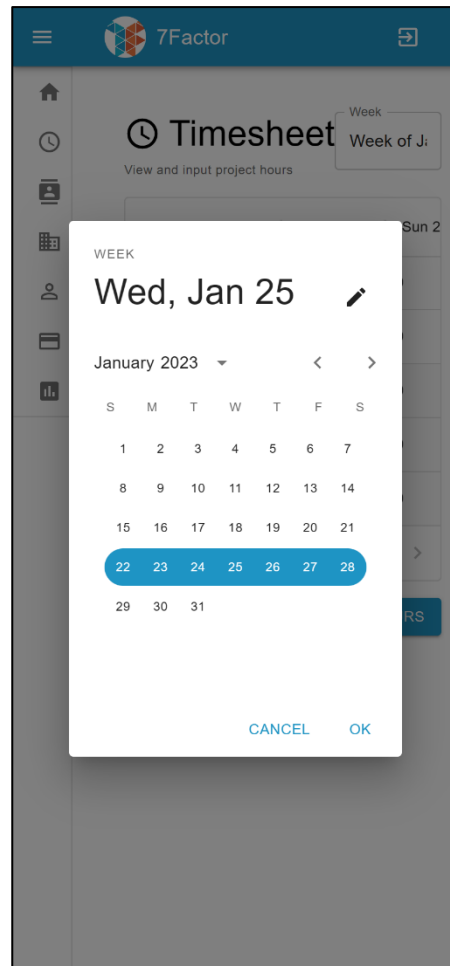 7Factor
Week
Timesheet
Week of Ja
View and input project hours
Sun 2
WEEK
Wed, Jan 25
January 2023
S M T W T F S
1 2 3 4 5 6 7
8 9 10 11 12 13 14
15 16 17 18 19 20 21
22 23 24 25 26 27 28
29 30 31
RS
CANCEL OK